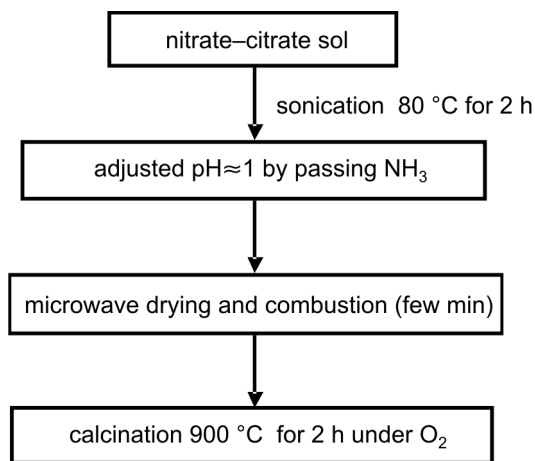 nitrate–citrate sol
sonication 80 °C for 2 h
adjusted pH≈1 by passing NH₃
microwave drying and combustion (few min)
calcination 900 °C for 2 h under O₂